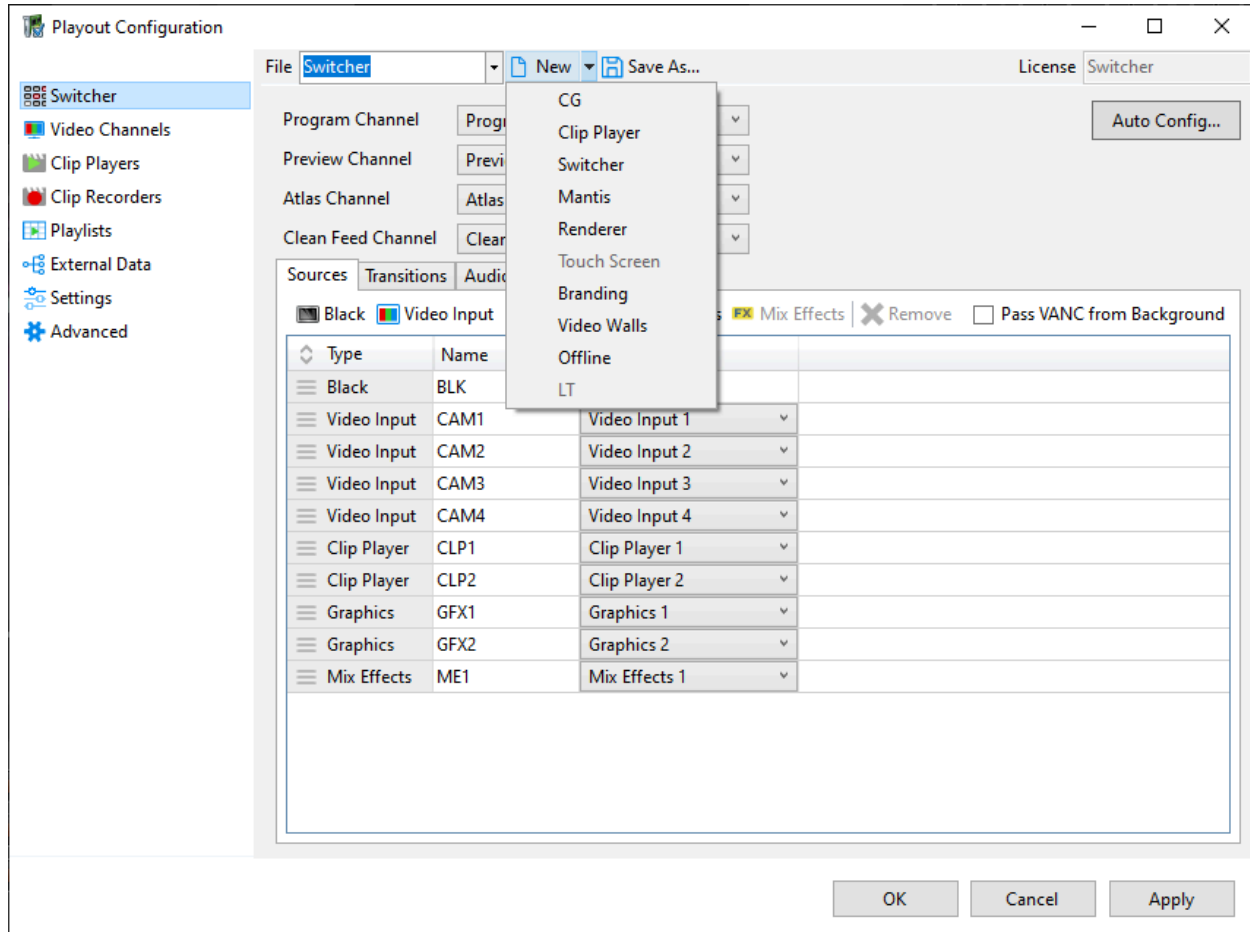 Playout Configuration
File Switcher New Save As... License Switcher
Switcher
Video Channels
Clip Players
Clip Recorders
Playlists
External Data
Settings
Advanced
CG
Clip Player
Switcher
Mantis
Renderer
Touch Screen
Branding
Video Walls
Offline
LT
Program Channel Progr
Auto Config...
Preview Channel Previ
Atlas Channel Atlas
Clean Feed Channel Clear
Sources Transitions Audio
Black Video Input s FX Mix Effects Remove Pass VANC from Background
Type Name
Black BLK
Video Input CAM1 Video Input 1
Video Input CAM2 Video Input 2
Video Input CAM3 Video Input 3
Video Input CAM4 Video Input 4
Clip Player CLP1 Clip Player 1
Clip Player CLP2 Clip Player 2
Graphics GFX1 Graphics 1
Graphics GFX2 Graphics 2
Mix Effects ME1 Mix Effects 1
OK Cancel Apply